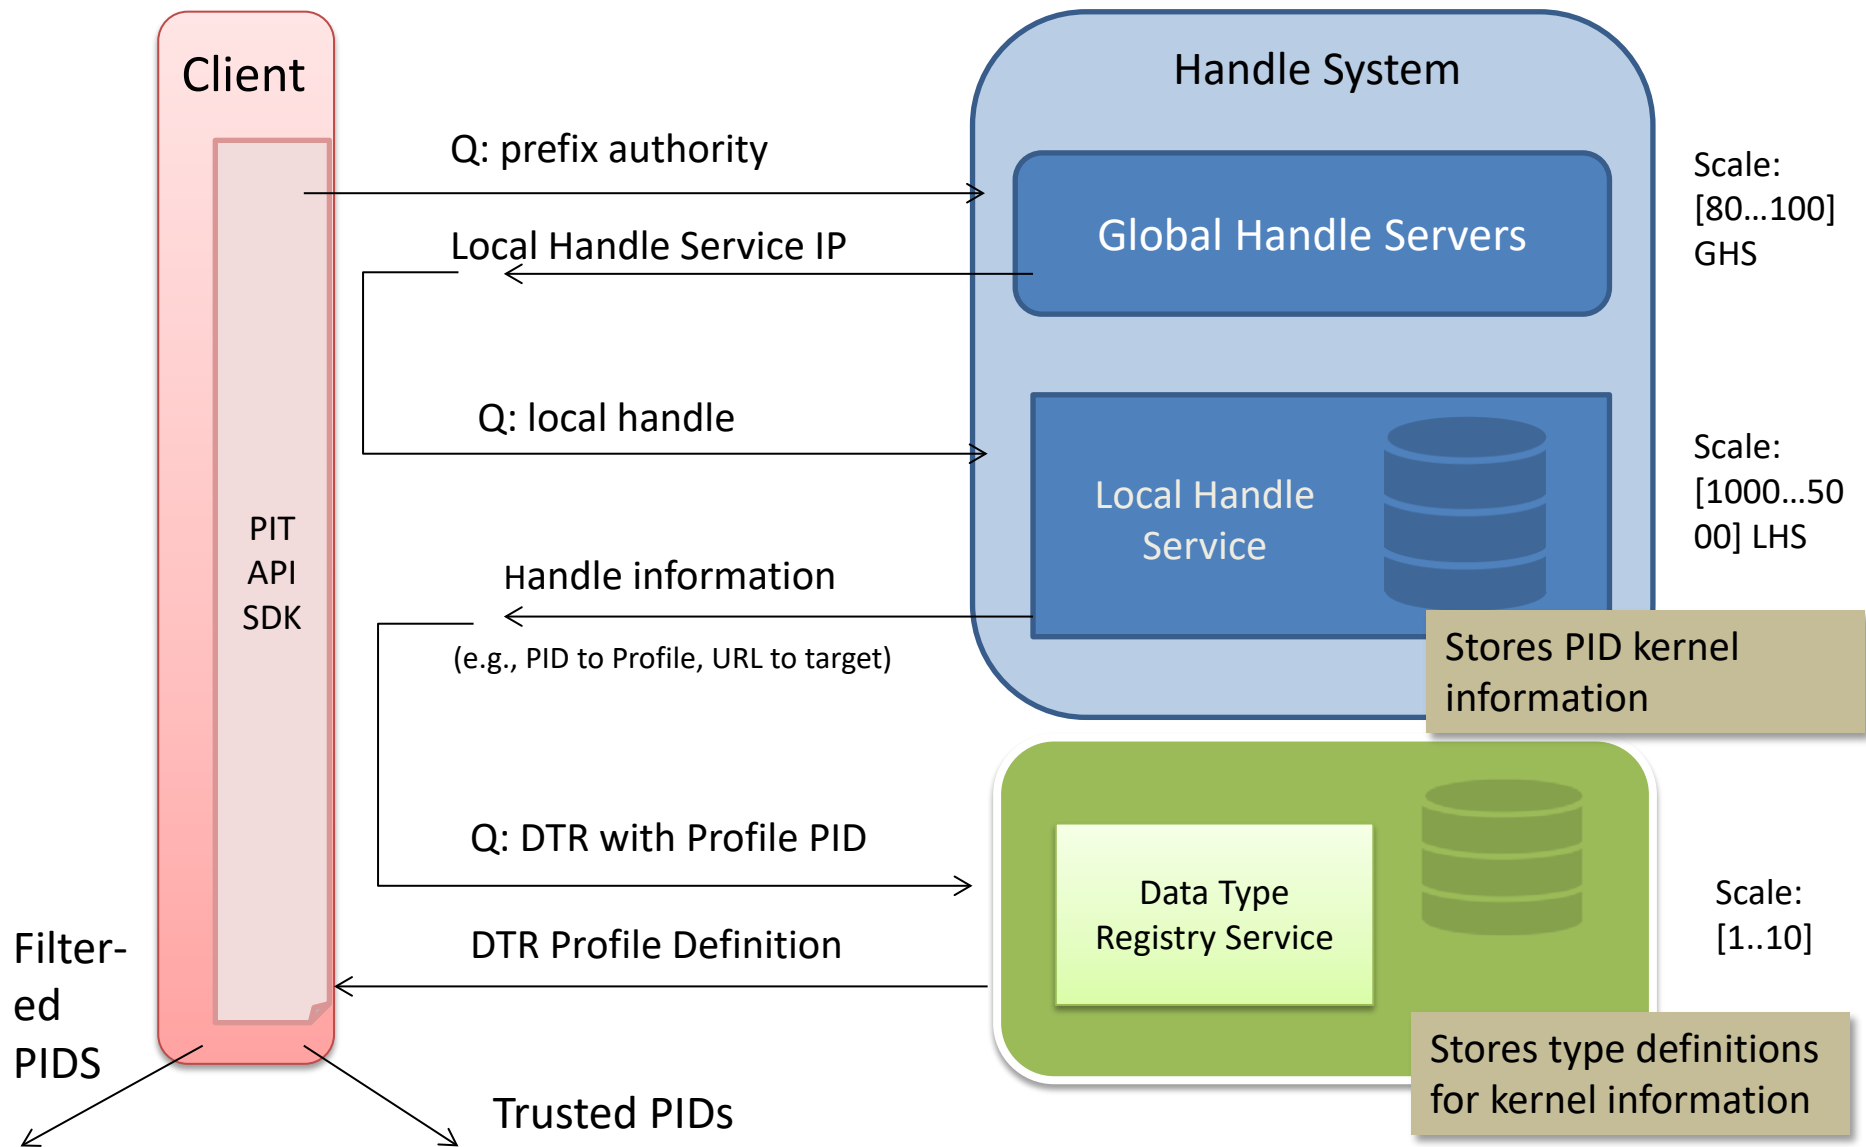 Client
Handle System
Q: prefix authority
Global Handle Servers
Scale:
[80...100]
GHS
Local Handle Service IP
Q: local handle
Local Handle
Service
Scale:
[1000...50
00] LHS
PIT
API
SDK
Handle information
(e.g., PID to Profile, URL to target)
Stores PID kernel
information
Q: DTR with Profile PID
Data Type
Registry Service
Scale:
[1..10]
DTR Profile Definition
Filter-
ed
PIDS
Stores type definitions
for kernel information
Trusted PIDs